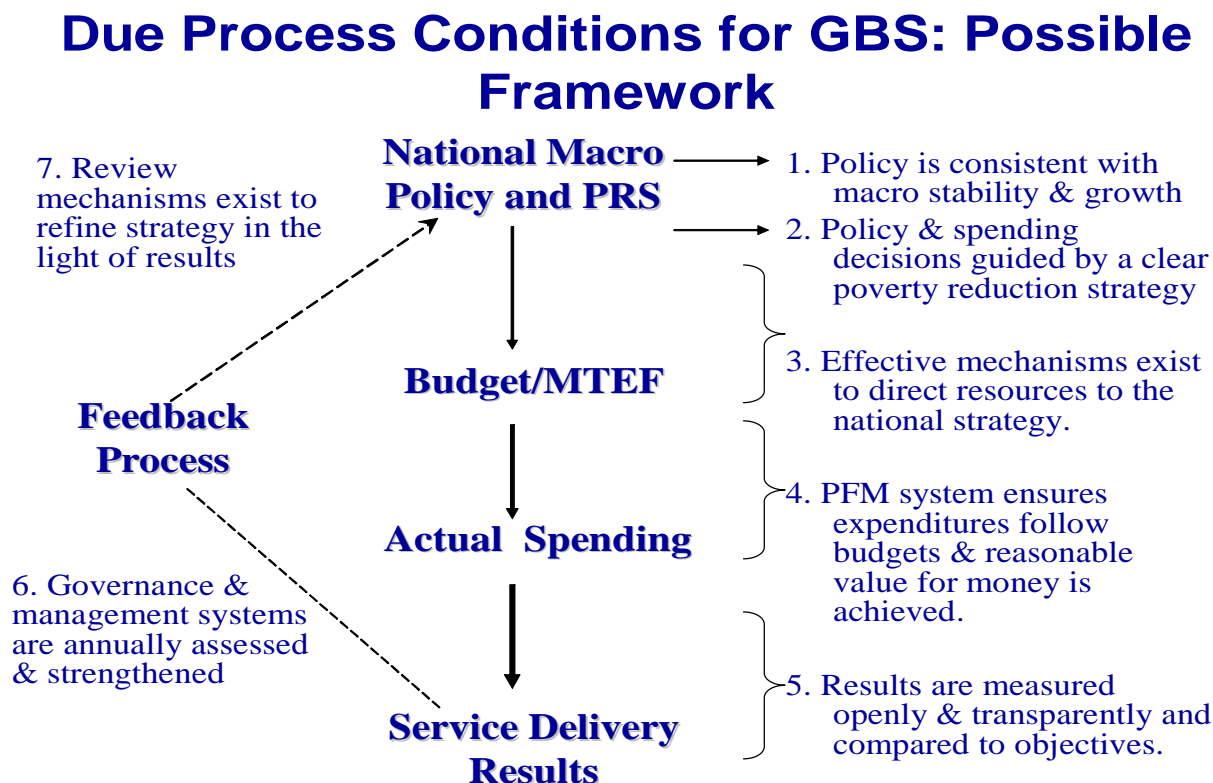 Due Process Conditions for GBS: Possible
Framework
7. Review
mechanisms exist to
refine strategy in the
light of results
National Macro
Policy and PRS
1. Policy is consistent with
macro stability & growth
2. Policy & spending
decisions guided by a clear
poverty reduction strategy
Budget/MTEF
3. Effective mechanisms exist
to direct resources to the
national strategy.
Feedback
Process
4. PFM system ensures
expenditures follow
budgets & reasonable
value for money is
achieved.
Actual Spending
6. Governance &
management systems
are annually assessed
& strengthened
5. Results are measured
openly & transparently and
compared to objectives.
Service Delivery
Results